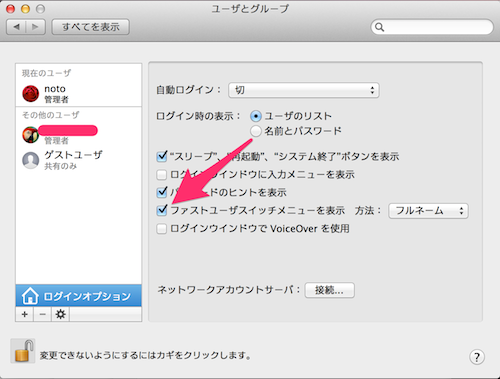 ユーザとグループ
すべてを表示
現在のユーザ
noto
管理者
その他のユーザ
管理者
ゲストユーザ
共有のみ
ログインオプション
自動ログイン： 切
ログイン時の表示： ユーザのリスト
名前とパスワード
“スリープ”、“再起動”、“システム終了”ボタンを表示
ログインウインドウに入力メニューを表示
パスワードのヒントを表示
ファストユーザスイッチメニューを表示 方法： フルネーム
ログインウインドウで VoiceOver を使用
ネットワークアカウントサーバ： 接続...
変更できないようにするにはカギをクリックします。
?